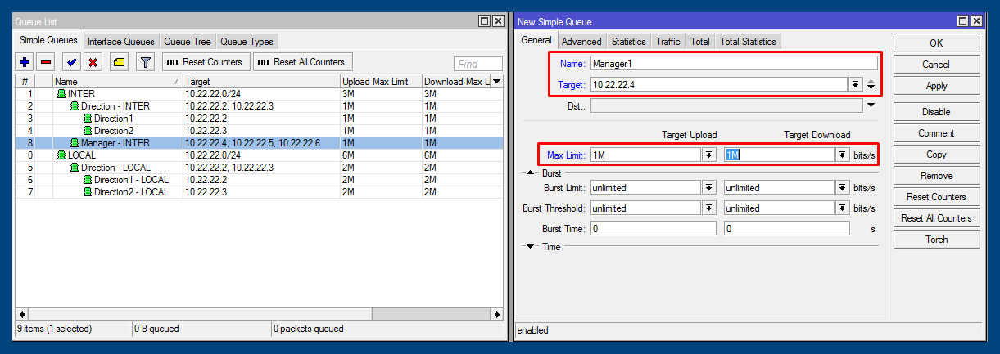 Queue List
Simple Queues Interface Queues Queue Tree Queue Types
00 Reset Counters 00 Reset All Counters Find
# Name Target Upload Max Limit Download Max L
1 INTER 10.22.22.0/24 3M 3M
2 Direction - INTER 10.22.22.2, 10.22.22.3 1M 1M
3 Direction1 10.22.22.2 1M 1M
4 Direction2 10.22.22.3 1M 1M
8 Manager - INTER 10.22.22.4, 10.22.22.5, 10.22.22.6 1M 1M
0 LOCAL 10.22.22.0/24 6M 6M
5 Direction - LOCAL 10.22.22.2, 10.22.22.3 2M 2M
6 Direction1 - LOCAL 10.22.22.2 2M 2M
7 Direction2 - LOCAL 10.22.22.3 2M 2M
9 items (1 selected) 0 B queued 0 packets queued
New Simple Queue
General Advanced Statistics Traffic Total Total Statistics
Name: Manager1
Target: 10.22.22.4
Dst.:
Target Upload Target Download
Max Limit: 1M 1M bits/s
Burst
Burst Limit: unlimited unlimited bits/s
Burst Threshold: unlimited unlimited bits/s
Burst Time: 0 0 s
Time
OK
Cancel
Apply
Disable
Comment
Copy
Remove
Reset Counters
Reset All Counters
Torch
enabled